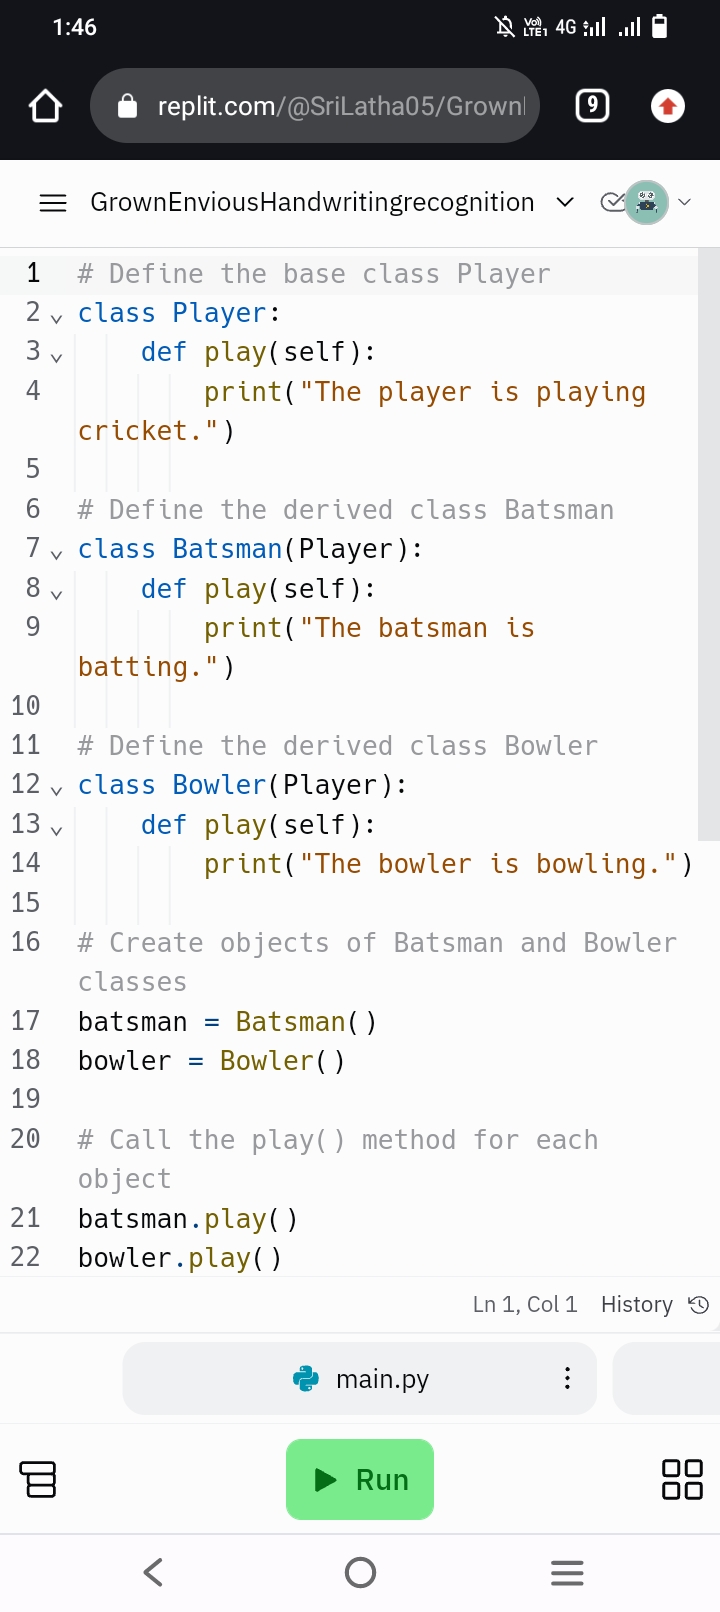 1:46
Vo)) LTE1 4G
replit.com/@SriLatha05/Grown
9
GrownEnviousHandwritingrecognition
1 # Define the base class Player
2 class Player:
3     def play(self):
4         print("The player is playing
cricket.")
5
6 # Define the derived class Batsman
7 class Batsman(Player):
8     def play(self):
9         print("The batsman is
batting.")
10
11 # Define the derived class Bowler
12 class Bowler(Player):
13     def play(self):
14         print("The bowler is bowling.")
15
16 # Create objects of Batsman and Bowler
classes
17 batsman = Batsman()
18 bowler = Bowler()
19
20 # Call the play() method for each
object
21 batsman.play()
22 bowler.play()
Ln 1, Col 1 History
main.py
Run